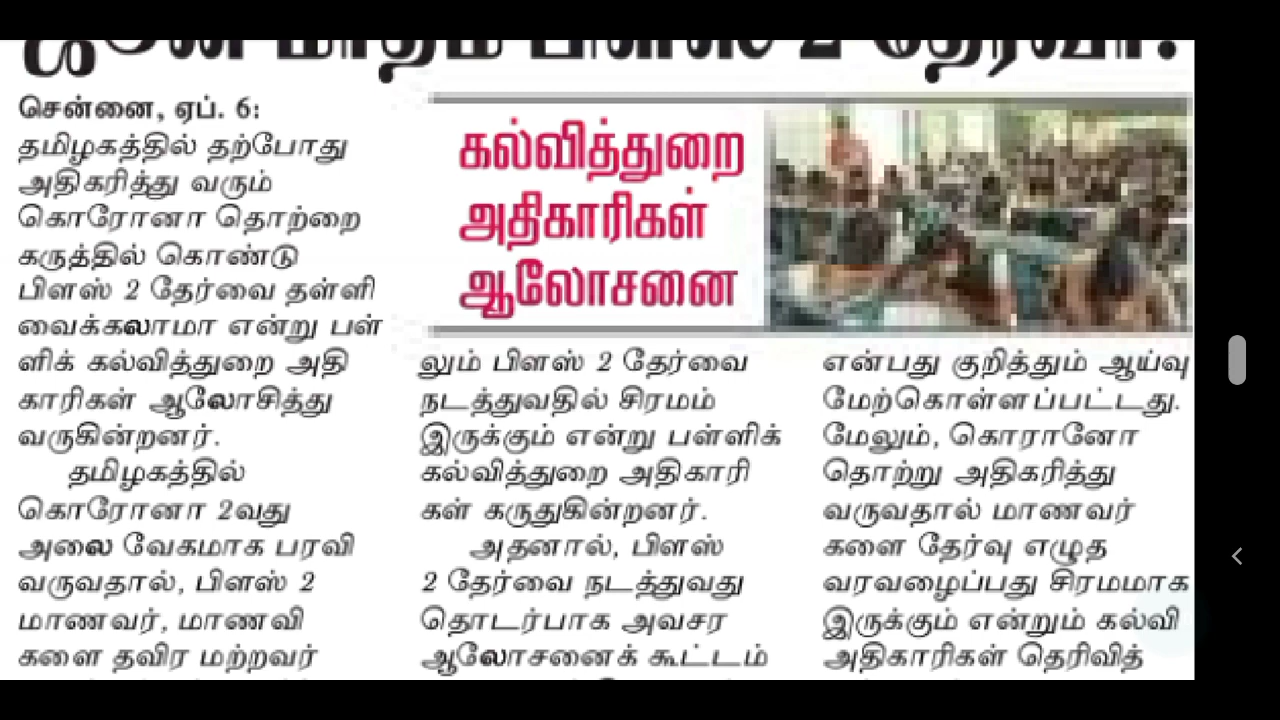 ஜூன் மாதம் பிளஸ் 2 தேர்வா?
சென்னை, ஏப். 6:
தமிழகத்தில் தற்போது
அதிகரித்து வரும்
கொரோனா தொற்றை
கருத்தில் கொண்டு
பிளஸ் 2 தேர்வை தள்ளி
வைக்கலாமா என்று பள்
ளிக் கல்வித்துறை அதி
காரிகள் ஆலோசித்து
வருகின்றனர்.
தமிழகத்தில்
கொரோனா 2வது
அலை வேகமாக பரவி
வருவதால், பிளஸ் 2
மாணவர், மாணவி
களை தவிர மற்றவர்
கல்வித்துறை
அதிகாரிகள்
ஆலோசனை
லும் பிளஸ் 2 தேர்வை
நடத்துவதில் சிரமம்
இருக்கும் என்று பள்ளிக்
கல்வித்துறை அதிகாரி
கள் கருதுகின்றனர்.
அதனால், பிளஸ்
2 தேர்வை நடத்துவது
தொடர்பாக அவசர
ஆலோசனைக் கூட்டம்
என்பது குறித்தும் ஆய்வு
மேற்கொள்ளப்பட்டது.
மேலும், கொரானோ
தொற்று அதிகரித்து
வருவதால் மாணவர்
களை தேர்வு எழுத
வரவழைப்பது சிரமமாக
இருக்கும் என்றும் கல்வி
அதிகாரிகள் தெரிவித்